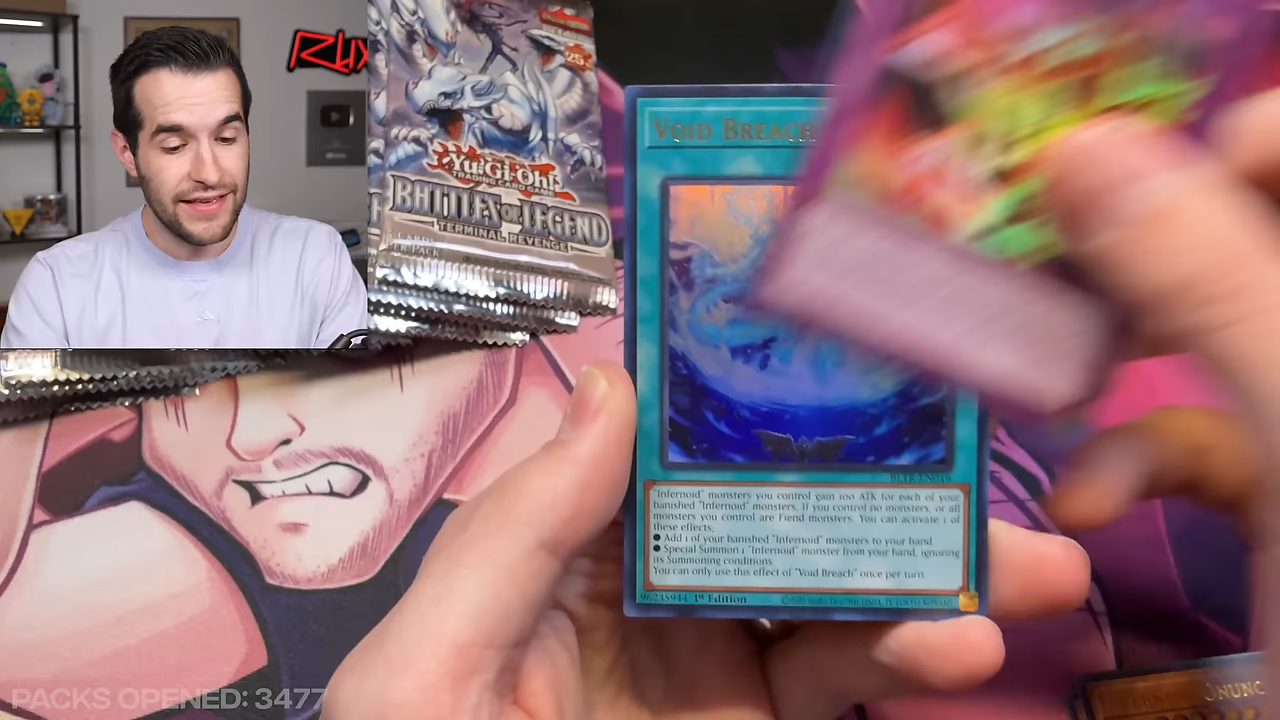 Yu-Gi-Oh!
TRADING CARD GAME
BATTLES OF LEGEND
TERMINAL REVENGE
25
VOID BREACH
"Infernoid" monsters you control gain 100 ATK for each of your
banished "Infernoid" monsters. If you control no monsters, or all
monsters you control are Fiend monsters: You can activate 1 of
these effects.
● Add 1 of your banished "Infernoid" monsters to your hand.
● Special Summon 1 "Infernoid" monster from your hand, ignoring
its Summoning conditions.
You can only use this effect of "Void Breach" once per turn.
96235944 1st Edition
PACKS OPENED: 3477